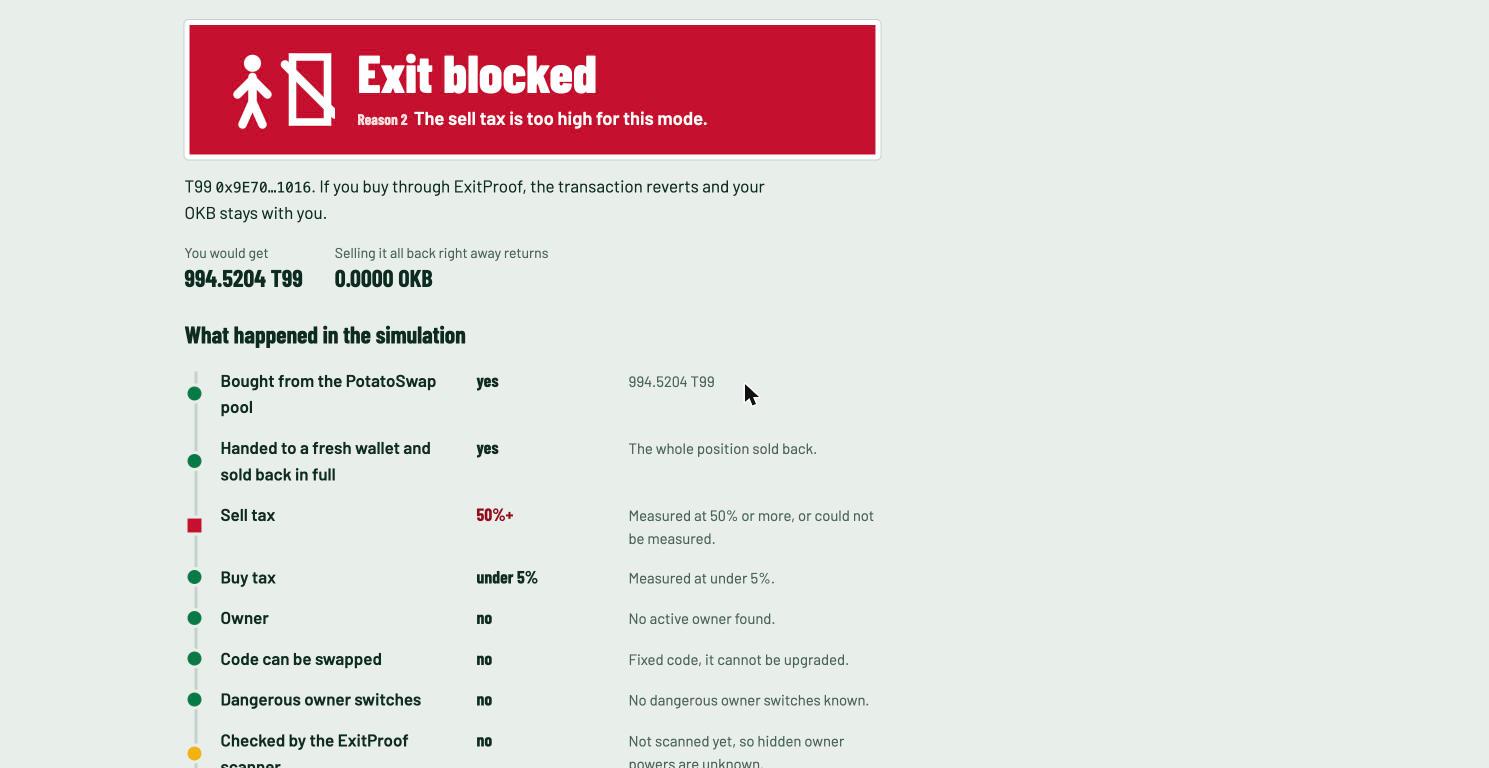 Exit blocked
Reason 2 The sell tax is too high for this mode.
T99 0x9E70…1016. If you buy through ExitProof, the transaction reverts and your
OKB stays with you.
You would get
994.5204 T99
Selling it all back right away returns
0.0000 OKB
What happened in the simulation
Bought from the PotatoSwap
pool
yes
994.5204 T99
Handed to a fresh wallet and
sold back in full
yes
The whole position sold back.
Sell tax
50%+
Measured at 50% or more, or could not
be measured.
Buy tax
under 5%
Measured at under 5%.
Owner
no
No active owner found.
Code can be swapped
no
Fixed code, it cannot be upgraded.
Dangerous owner switches
no
No dangerous owner switches known.
Checked by the ExitProof
scanner
no
Not scanned yet, so hidden owner
powers are unknown.